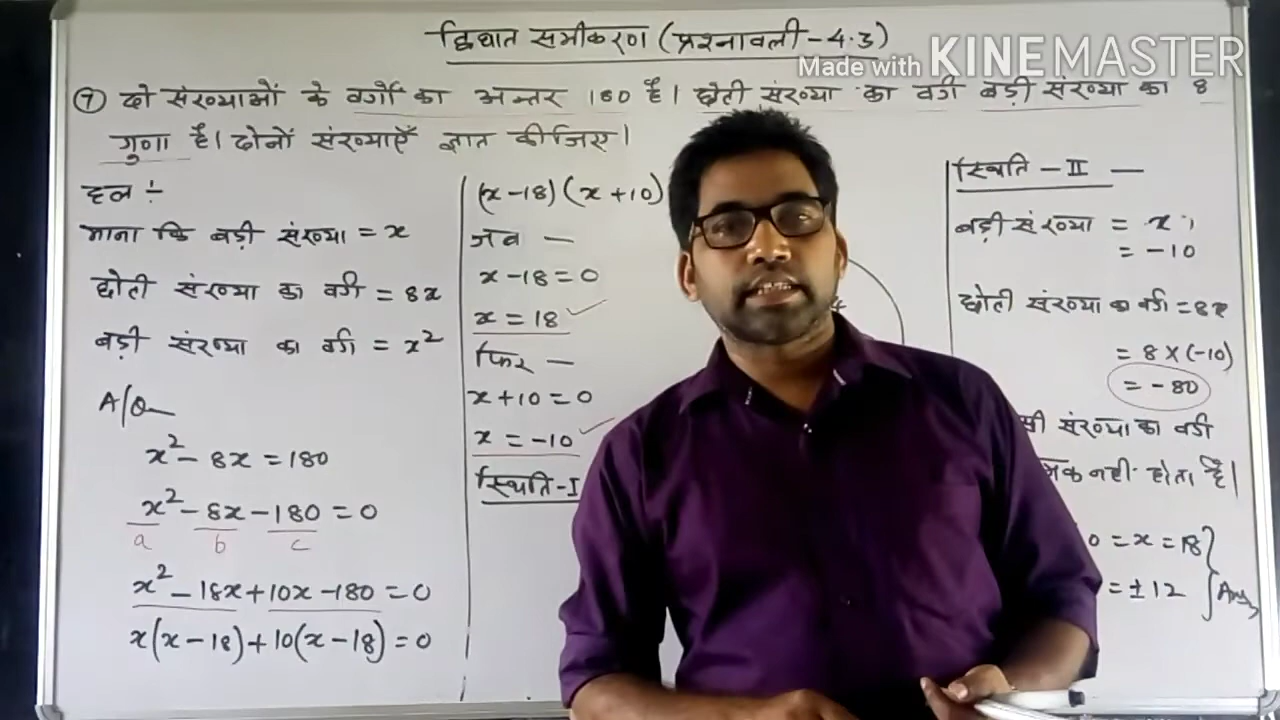 द्विघात समीकरण (प्रश्नावली-4.3)
Made with KINEMASTER
⑦ दो संख्याओं के वर्गों का अन्तर 180 है। छोटी संख्या का वर्ग बड़ी संख्या का 8
गुणा है। दोनों संख्याएँ ज्ञात कीजिए।
हल ÷
माना कि बड़ी संख्या = x
छोटी संख्या का वर्ग = 8x
बड़ी संख्या का वर्ग = x²
A/Q
x² - 8x = 180
x² - 8x - 180 = 0
a b c
x² - 18x + 10x - 180 = 0
x(x - 18) + 10(x - 18) = 0
(x - 18) (x + 10)
जब —
x - 18 = 0
x = 18
फिर —
x + 10 = 0
x = -10
स्थिति-I
स्थिति - II —
बड़ी संख्या = x
= -10
छोटी संख्या का वर्ग = 8x
= 8 × (-10)
= -80
संख्या का वर्ग
नहीं होता है।
= x = 18
= ± 12
Ans